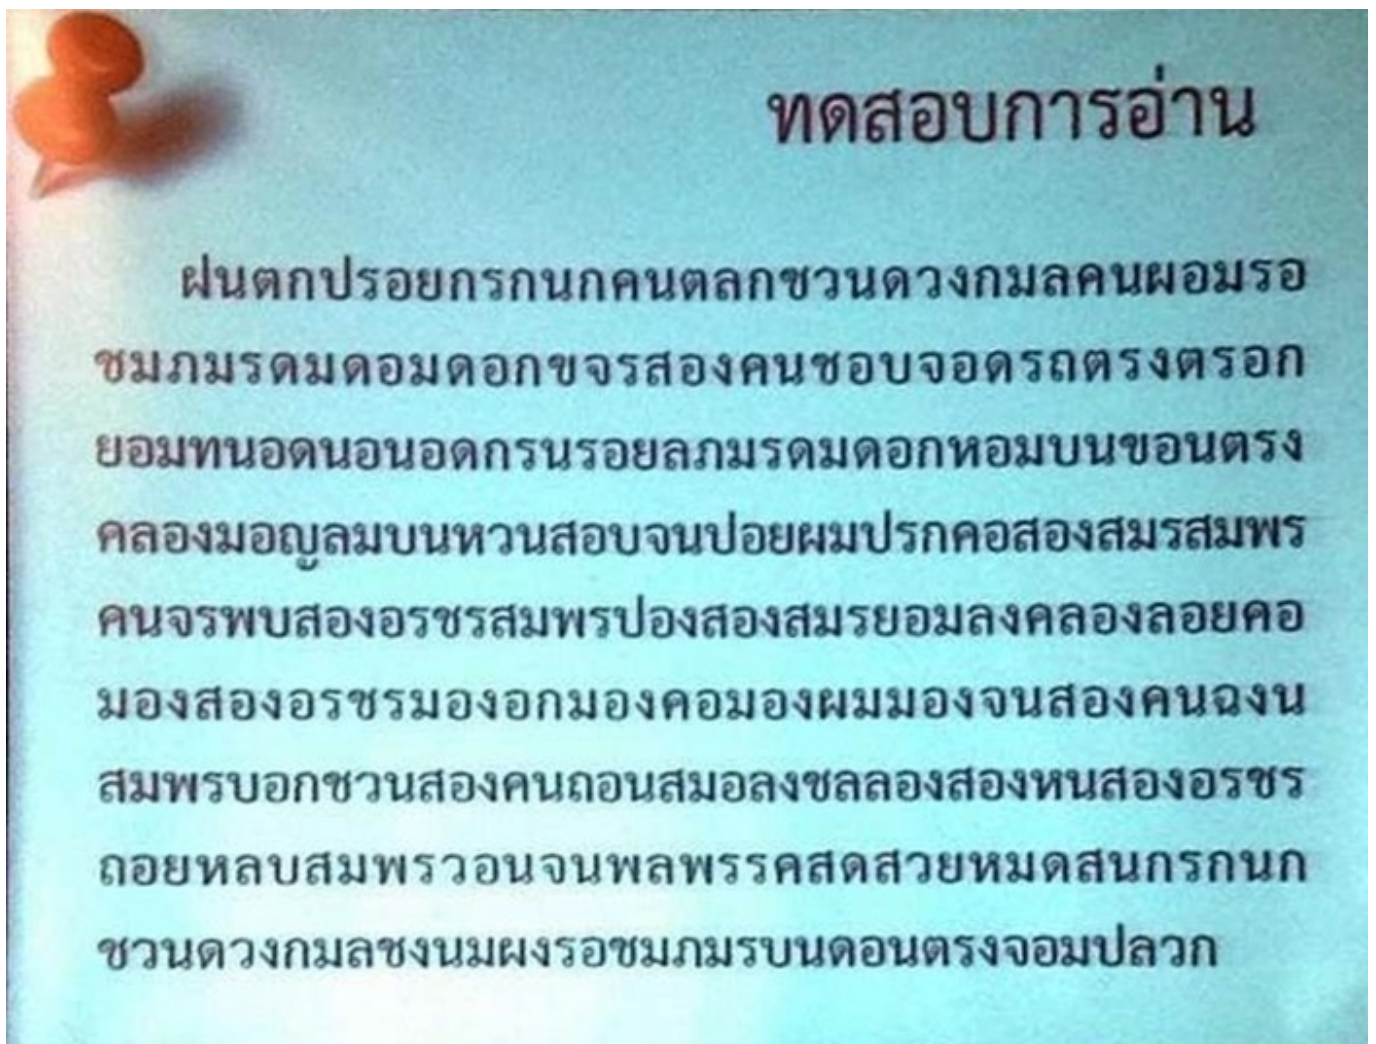 ทดสอบการอ่าน
ฝนตกปรอยกรกนกคนตลกชวนดวงกมลคนผอมรอ
ชมภมรดมดอมดอกขจรสองคนชอบจอดรถตรงตรอก
ยอมทนอดนอนอดกรนรอยลภมรดมดอกหอมบนขอนตรง
คลองมอญลมบนหวนสอบจนปอยผมปรกคอสองสมรสมพร
คนจรพบสองอรชรสมพรปองสองสมรยอมลงคลองลอยคอ
มองสองอรชรมองอกมองคอมองผมมองจนสองคนฉงน
สมพรบอกชวนสองคนถอนสมอลงชลลองสองหนสองอรชร
ถอยหลบสมพรวอนจนพลพรรคสดสวยหมดสนกรกนก
ชวนดวงกมลชงนมผงรอชมภมรบนดอนตรงจอมปลวก